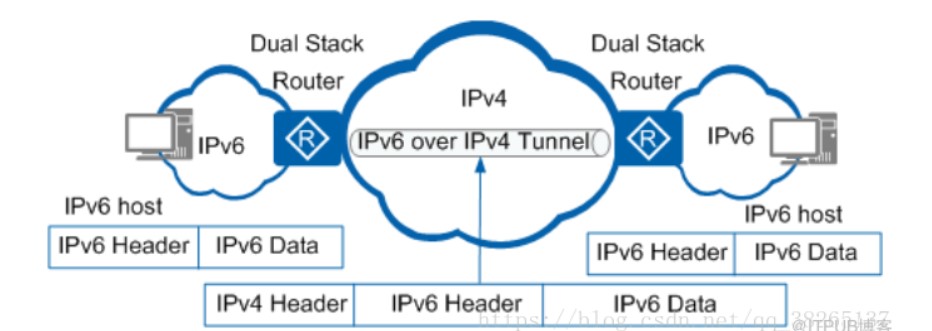 Dual Stack
Router
Dual Stack
Router
IPv4
IPv6
R
IPv6 over IPv4 Tunnel
R
IPv6
IPv6 host
IPv6 host
IPv6 Header IPv6 Data
IPv6 Header IPv6 Data
IPv4 Header IPv6 Header IPv6 Data
https://blog.csdn.net/qq_38265137
@ITPUB博客